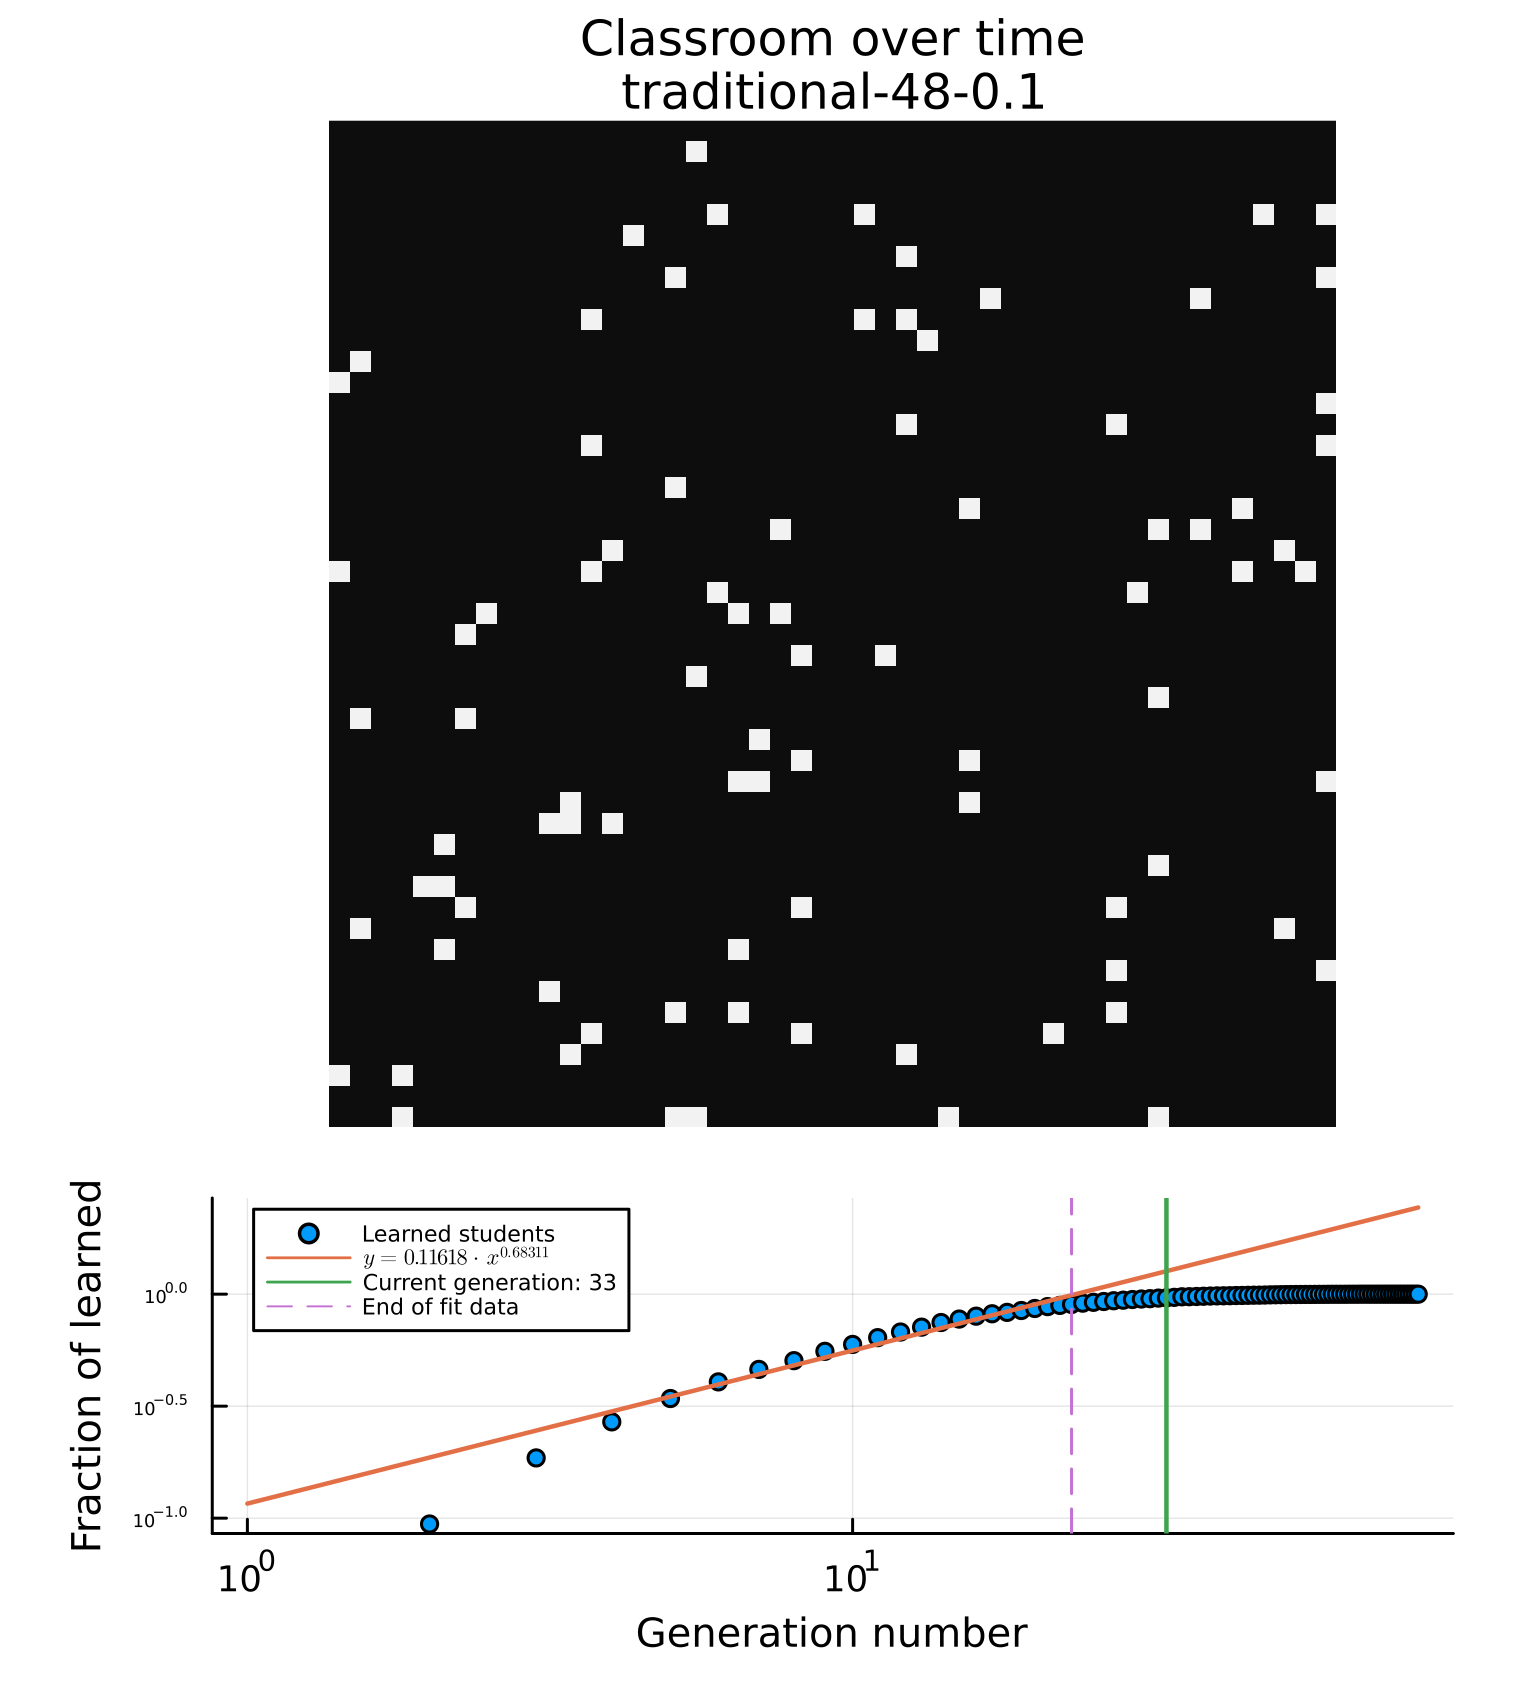 Classroom over time
traditional-48-0.1
Fraction of learned
Learned students
y = 0.11618 · x^0.68311
Current generation: 33
End of fit data
10^0.0
10^−0.5
10^−1.0
10^0
10^1
Generation number